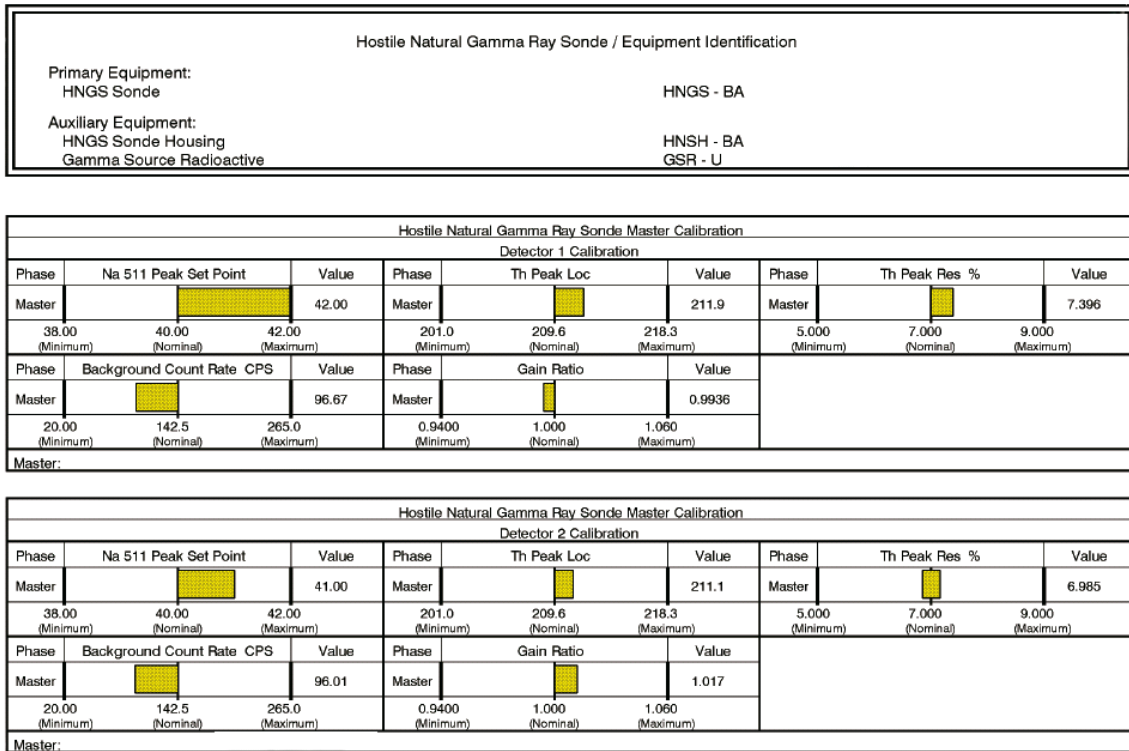 Hostile Natural Gamma Ray Sonde / Equipment Identification
Primary Equipment:
HNGS Sonde HNGS - BA
Auxiliary Equipment:
HNGS Sonde Housing HNSH - BA
Gamma Source Radioactive GSR - U
Hostile Natural Gamma Ray Sonde Master Calibration
Detector 1 Calibration
Phase Na 511 Peak Set Point Value Phase Th Peak Loc Value Phase Th Peak Res % Value
Master 42.00 Master 211.9 Master 7.396
38.00 40.00 42.00 201.0 209.6 218.3 5.000 7.000 9.000
(Minimum) (Nominal) (Maximum) (Minimum) (Nominal) (Maximum) (Minimum) (Nominal) (Maximum)
Phase Background Count Rate CPS Value Phase Gain Ratio Value
Master 96.67 Master 0.9936
20.00 142.5 265.0 0.9400 1.000 1.060
(Minimum) (Nominal) (Maximum) (Minimum) (Nominal) (Maximum)
Master:
Hostile Natural Gamma Ray Sonde Master Calibration
Detector 2 Calibration
Phase Na 511 Peak Set Point Value Phase Th Peak Loc Value Phase Th Peak Res % Value
Master 41.00 Master 211.1 Master 6.985
38.00 40.00 42.00 201.0 209.6 218.3 5.000 7.000 9.000
(Minimum) (Nominal) (Maximum) (Minimum) (Nominal) (Maximum) (Minimum) (Nominal) (Maximum)
Phase Background Count Rate CPS Value Phase Gain Ratio Value
Master 96.01 Master 1.017
20.00 142.5 265.0 0.9400 1.000 1.060
(Minimum) (Nominal) (Maximum) (Minimum) (Nominal) (Maximum)
Master: